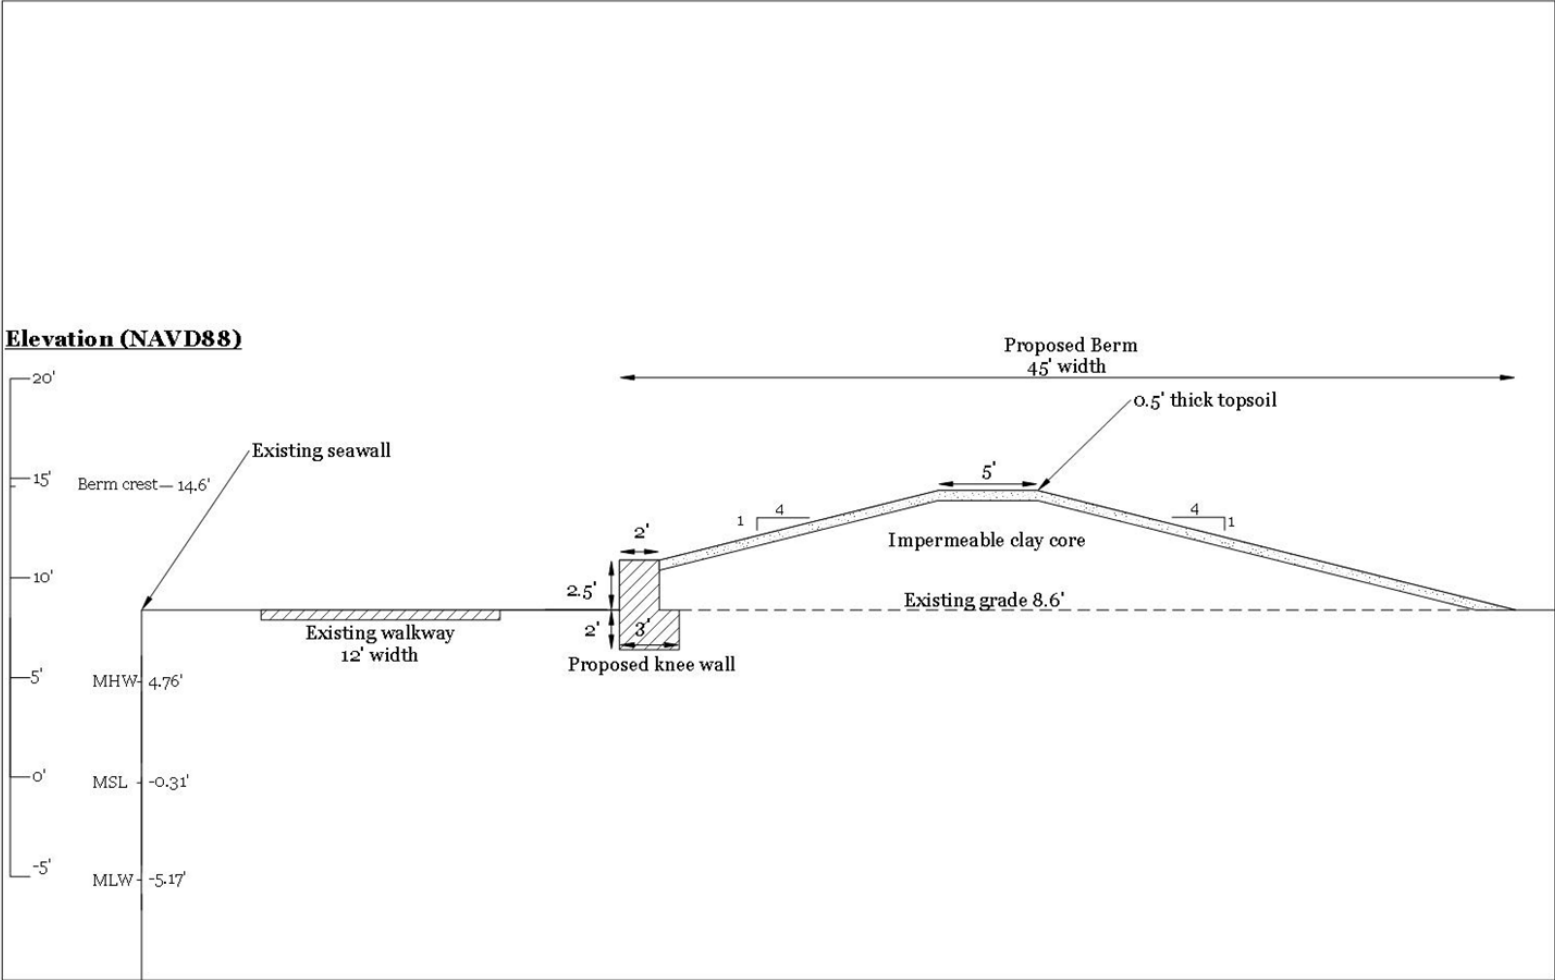 Elevation (NAVD88)
20'
15'
10'
5'
0'
-5'
Berm crest 14.6'
Existing seawall
MHW 4.76'
MSL -0.31'
MLW -5.17'
Existing walkway
12' width
Proposed Berm
45' width
0.5' thick topsoil
5'
1 4
4 1
2'
2.5'
2'
3'
Impermeable clay core
Existing grade 8.6'
Proposed knee wall